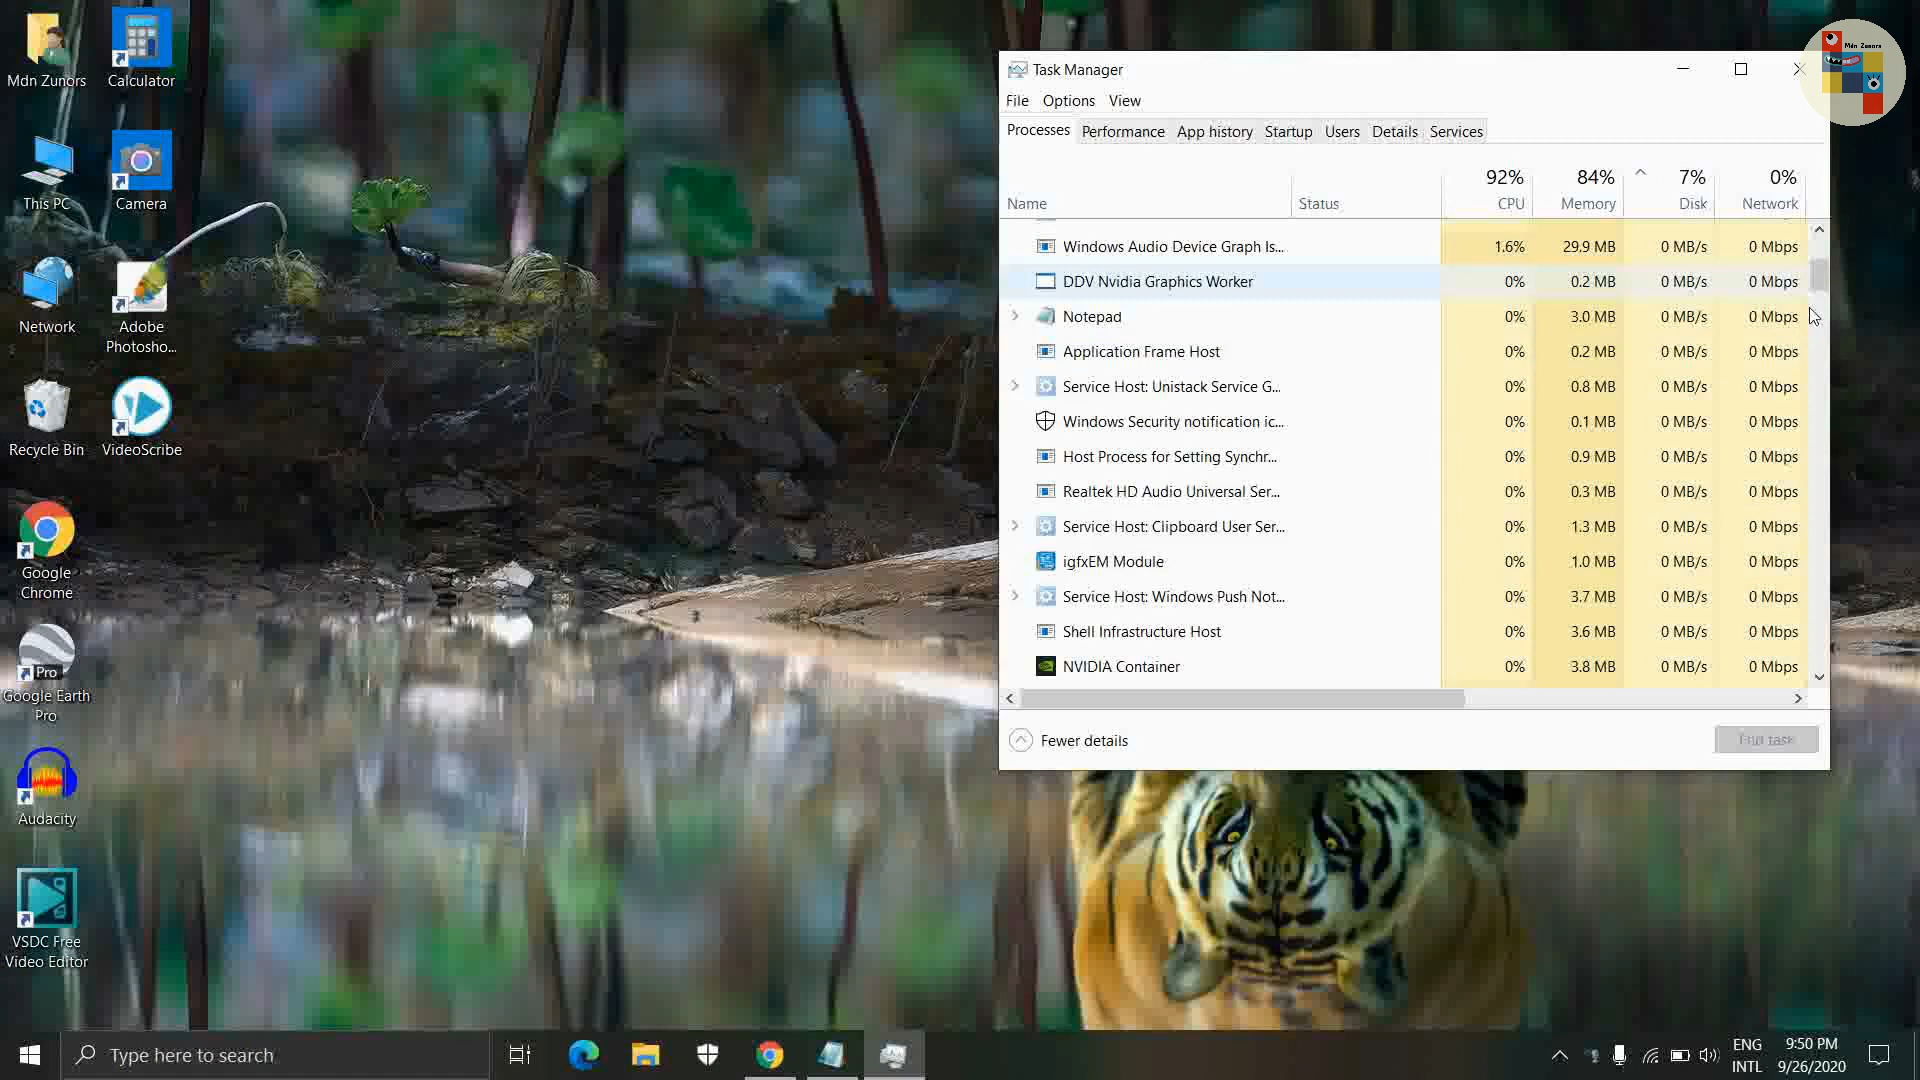 Mdn Zunors
Calculator
This PC
Camera
Network
Adobe
Photosho...
Recycle Bin
VideoScribe
Google
Chrome
Pro
Google Earth
Pro
Audacity
VSDC Free
Video Editor
Task Manager
Mdn Zunors
File Options View
Processes Performance App history Startup Users Details Services
92% 84% 7% 0%
Name Status CPU Memory Disk Network
Windows Audio Device Graph Is... 1.6% 29.9 MB 0 MB/s 0 Mbps
DDV Nvidia Graphics Worker 0% 0.2 MB 0 MB/s 0 Mbps
Notepad 0% 3.0 MB 0 MB/s 0 Mbps
Application Frame Host 0% 0.2 MB 0 MB/s 0 Mbps
Service Host: Unistack Service G... 0% 0.8 MB 0 MB/s 0 Mbps
Windows Security notification ic... 0% 0.1 MB 0 MB/s 0 Mbps
Host Process for Setting Synchr... 0% 0.9 MB 0 MB/s 0 Mbps
Realtek HD Audio Universal Ser... 0% 0.3 MB 0 MB/s 0 Mbps
Service Host: Clipboard User Ser... 0% 1.3 MB 0 MB/s 0 Mbps
igfxEM Module 0% 1.0 MB 0 MB/s 0 Mbps
Service Host: Windows Push Not... 0% 3.7 MB 0 MB/s 0 Mbps
Shell Infrastructure Host 0% 3.6 MB 0 MB/s 0 Mbps
NVIDIA Container 0% 3.8 MB 0 MB/s 0 Mbps
Fewer details End task
Type here to search
ENG
INTL
9:50 PM
9/26/2020